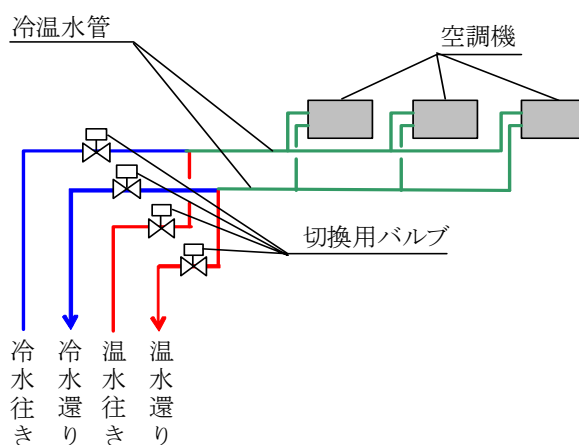 冷温水管
空調機
切換用バルブ
冷水往き
冷水還り
温水往き
温水還り